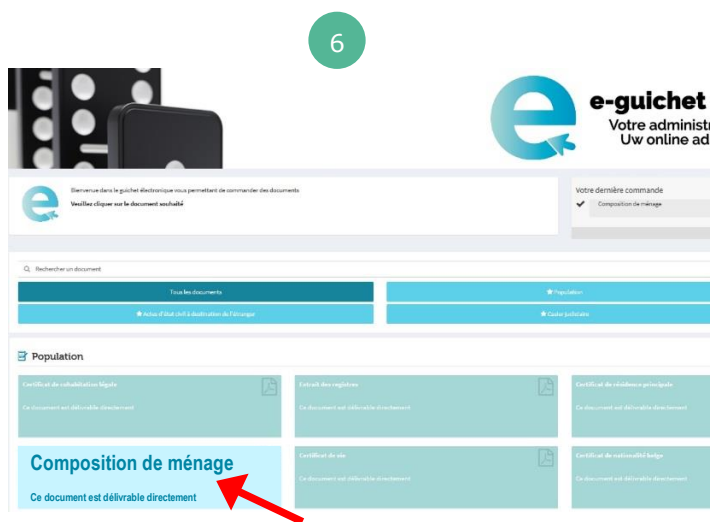 6
e-guichet
Votre administr
Uw online ad
Bienvenue dans le guichet électronique vous permettant de commander des documents
Veuillez cliquer sur le document souhaité
Votre dernière commande
Composition de ménage
Rechercher un document
Tous les documents
Population
Actes d'état civil à destination de l'étranger
Casier judiciaire
Population
Certificat de cohabitation légale
Ce document est délivrable directement
Extrait des registres
Ce document est délivrable directement
Certificat de résidence principale
Ce document est délivrable directement
Composition de ménage
Ce document est délivrable directement
Certificat de vie
Ce document est délivrable directement
Certificat de nationalité belge
Ce document est délivrable directement